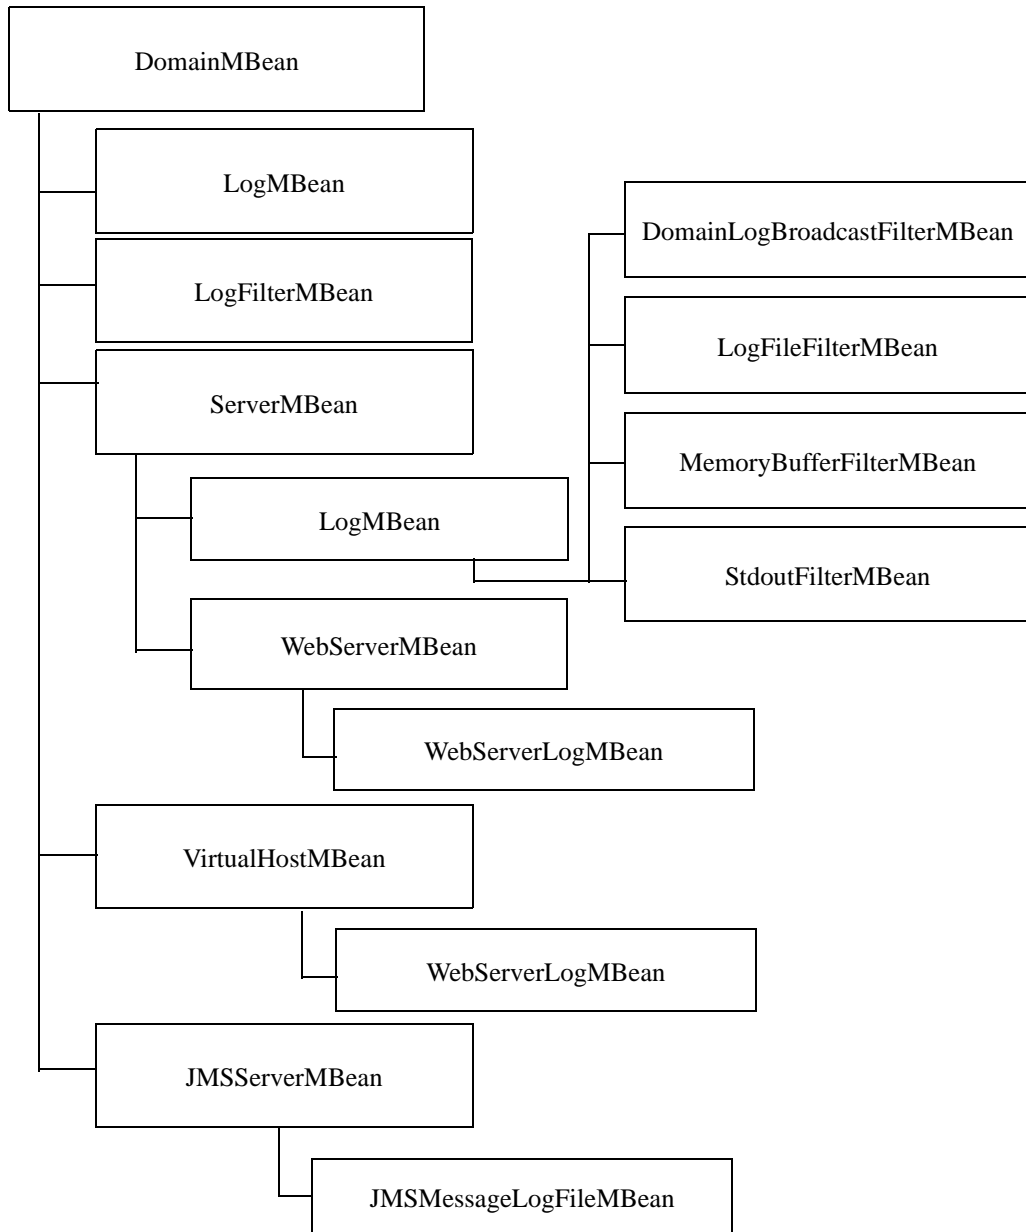 DomainMBean
LogMBean
LogFilterMBean
ServerMBean
LogMBean
DomainLogBroadcastFilterMBean
LogFileFilterMBean
MemoryBufferFilterMBean
StdoutFilterMBean
WebServerMBean
WebServerLogMBean
VirtualHostMBean
WebServerLogMBean
JMSServerMBean
JMSMessageLogFileMBean